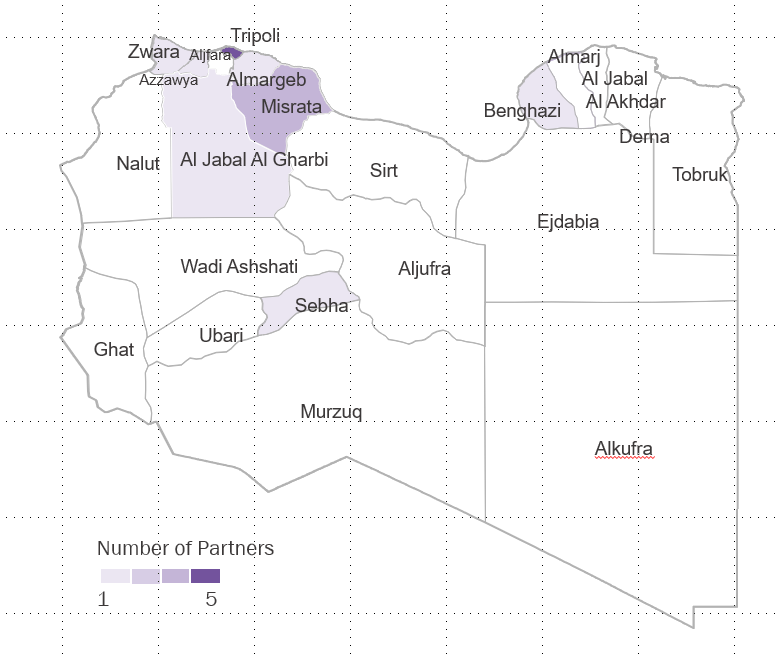 Tripoli
Zwara
Aljfara
Azzawya
Almargeb
Misrata
Almarj
Al Jabal
Al Akhdar
Benghazi
Derna
Nalut
Al Jabal Al Gharbi
Sirt
Tobruk
Ejdabia
Wadi Ashshati
Aljufra
Sebha
Ubari
Ghat
Murzuq
Alkufra
Number of Partners
1 5